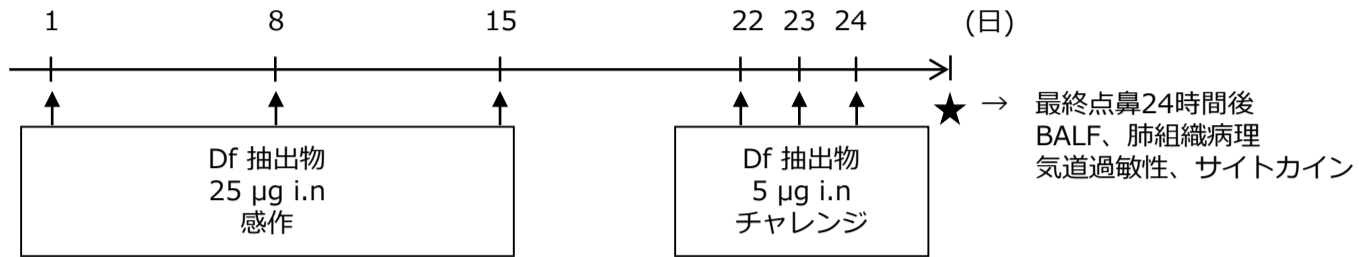 1 8 15 22 23 24 (日)
★ → 最終点鼻24時間後
BALF、肺組織病理
気道過敏性、サイトカイン
Df 抽出物
25 μg i.n
感作
Df 抽出物
5 μg i.n
チャレンジ